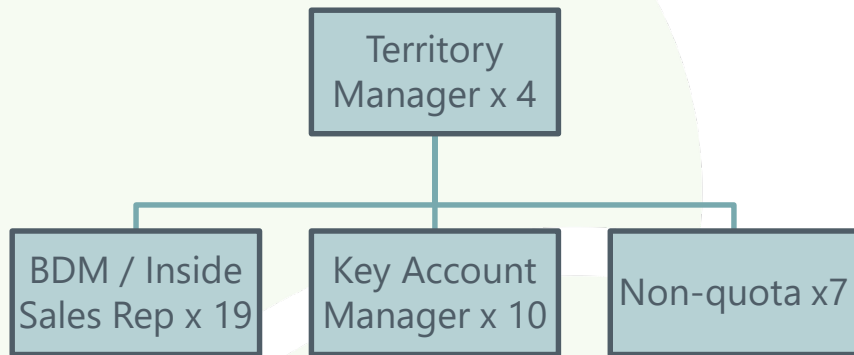 Territory
Manager x 4
BDM / Inside
Sales Rep x 19
Key Account
Manager x 10
Non-quota x7